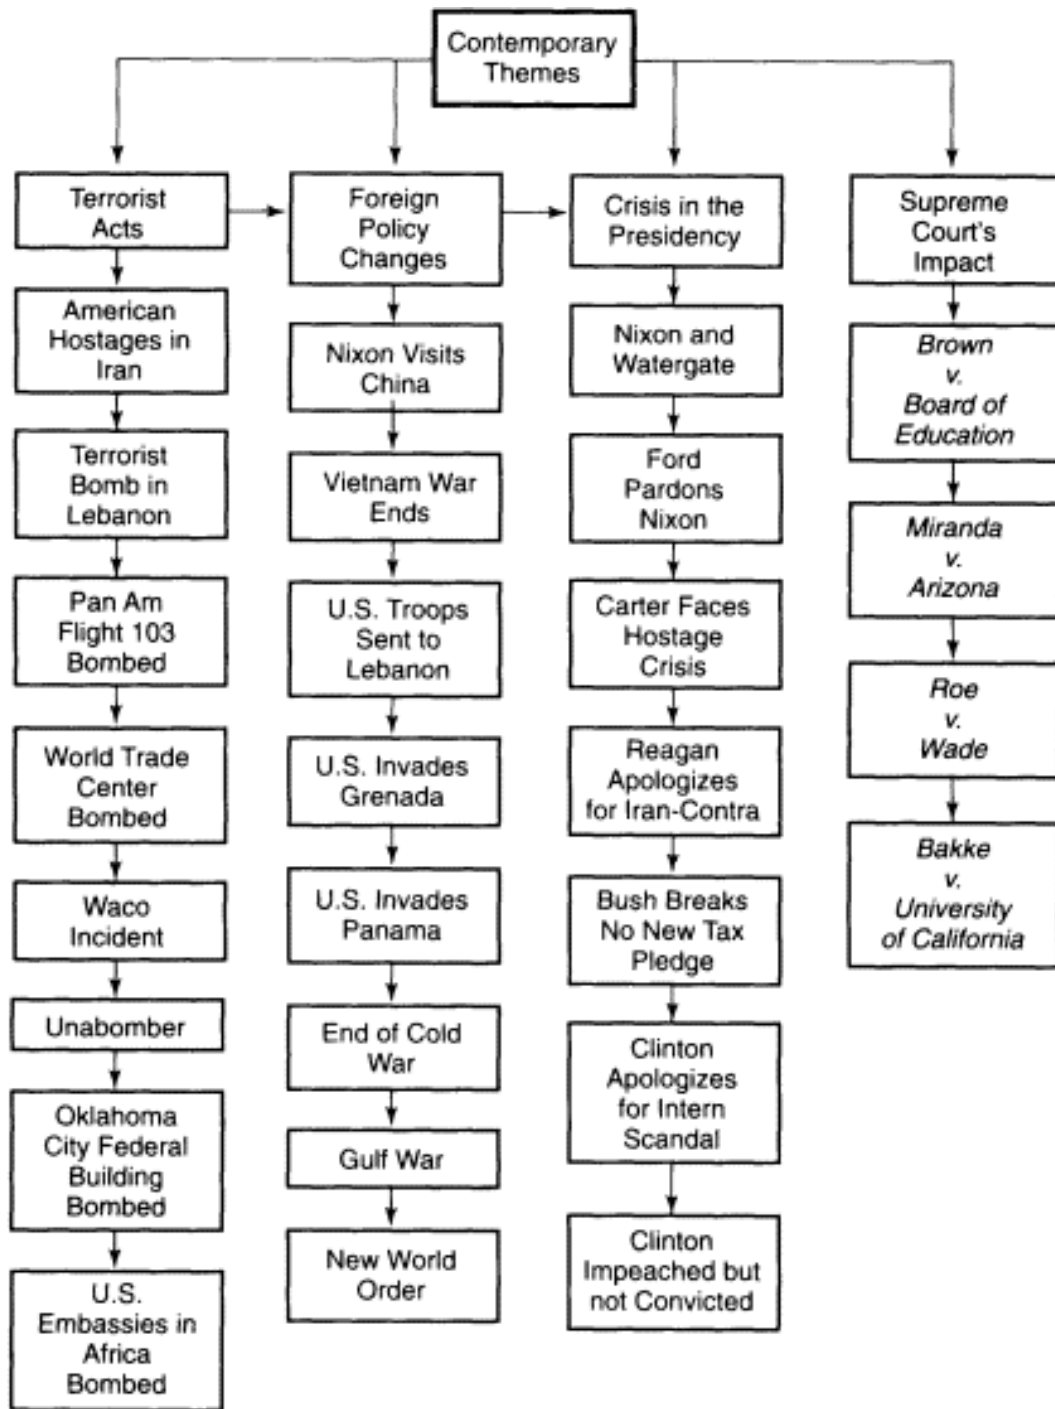 Contemporary
Themes
Terrorist
Acts
American
Hostages in
Iran
Terrorist
Bomb in
Lebanon
Pan Am
Flight 103
Bombed
World Trade
Center
Bombed
Waco
Incident
Unabomber
Oklahoma
City Federal
Building
Bombed
U.S.
Embassies in
Africa
Bombed
Foreign
Policy
Changes
Nixon Visits
China
Vietnam War
Ends
U.S. Troops
Sent to
Lebanon
U.S. Invades
Grenada
U.S. Invades
Panama
End of Cold
War
Gulf War
New World
Order
Crisis in the
Presidency
Nixon and
Watergate
Ford
Pardons
Nixon
Carter Faces
Hostage
Crisis
Reagan
Apologizes
for Iran-Contra
Bush Breaks
No New Tax
Pledge
Clinton
Apologizes
for Intern
Scandal
Clinton
Impeached but
not Convicted
Supreme
Court's
Impact
Brown
v.
Board of
Education
Miranda
v.
Arizona
Roe
v.
Wade
Bakke
v.
University
of California